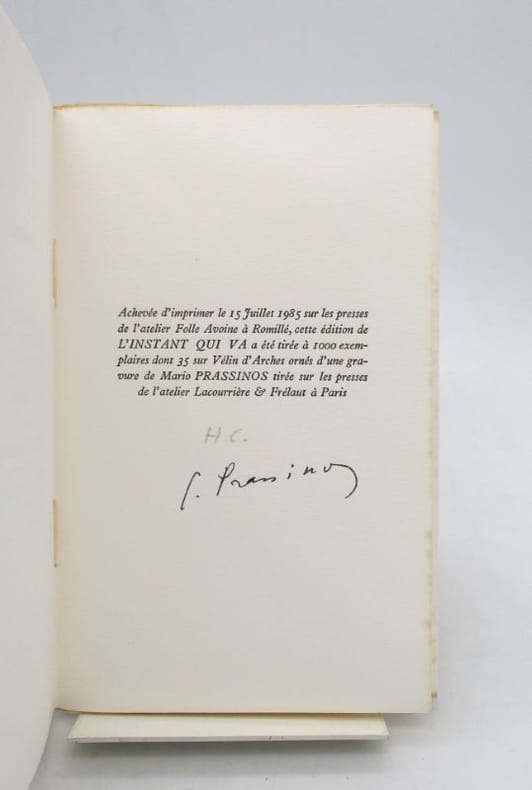 Achevée d'imprimer le 15 Juillet 1985 sur les presses
de l'atelier Folle Avoine à Romillé, cette édition de
L'INSTANT QUI VA a été tirée à 1000 exem-
plaires dont 35 sur Vélin d'Arches ornés d'une gra-
vure de Mario PRASSINOS tirée sur les presses
de l'atelier Lacourrière & Frélaut à Paris
H.C.
G. Prassinos